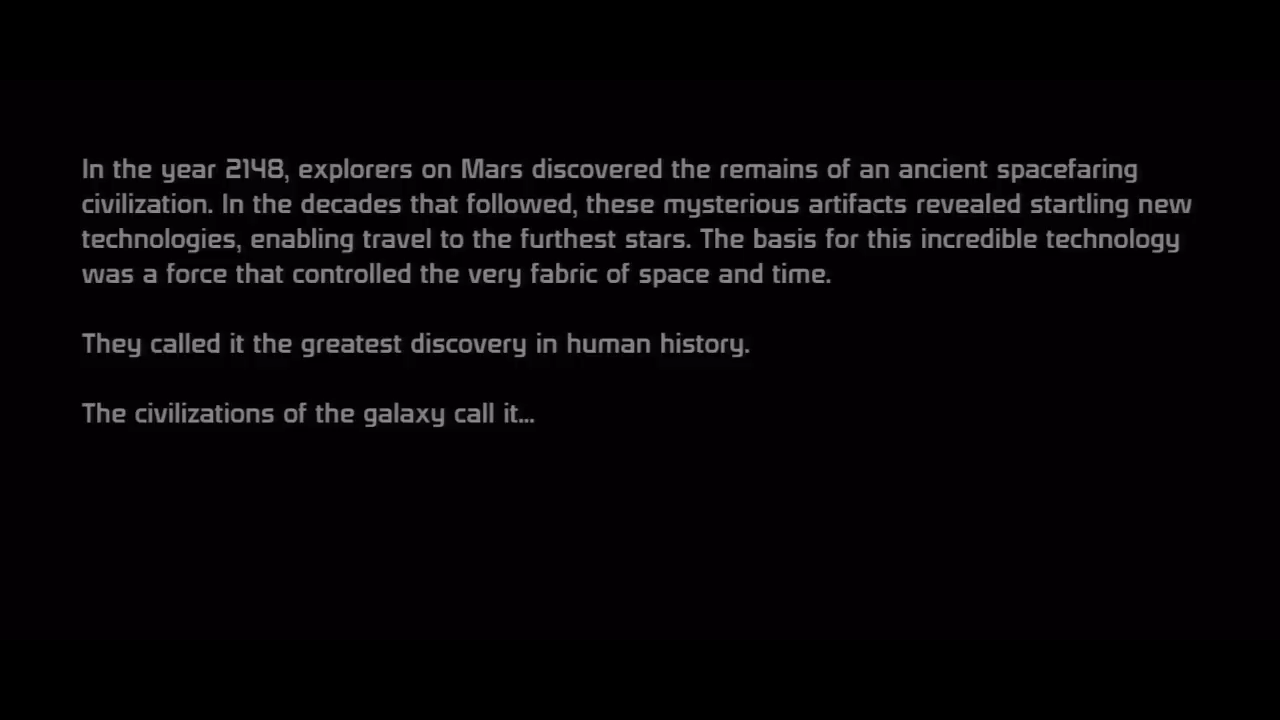 In the year 2148, explorers on Mars discovered the remains of an ancient spacefaring
civilization. In the decades that followed, these mysterious artifacts revealed startling new
technologies, enabling travel to the furthest stars. The basis for this incredible technology
was a force that controlled the very fabric of space and time.
They called it the greatest discovery in human history.
The civilizations of the galaxy call it...